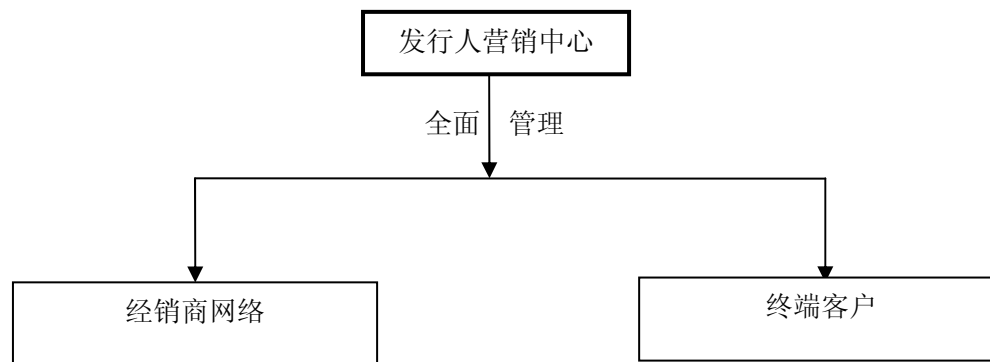 发行人营销中心
全面 管理
经销商网络
终端客户